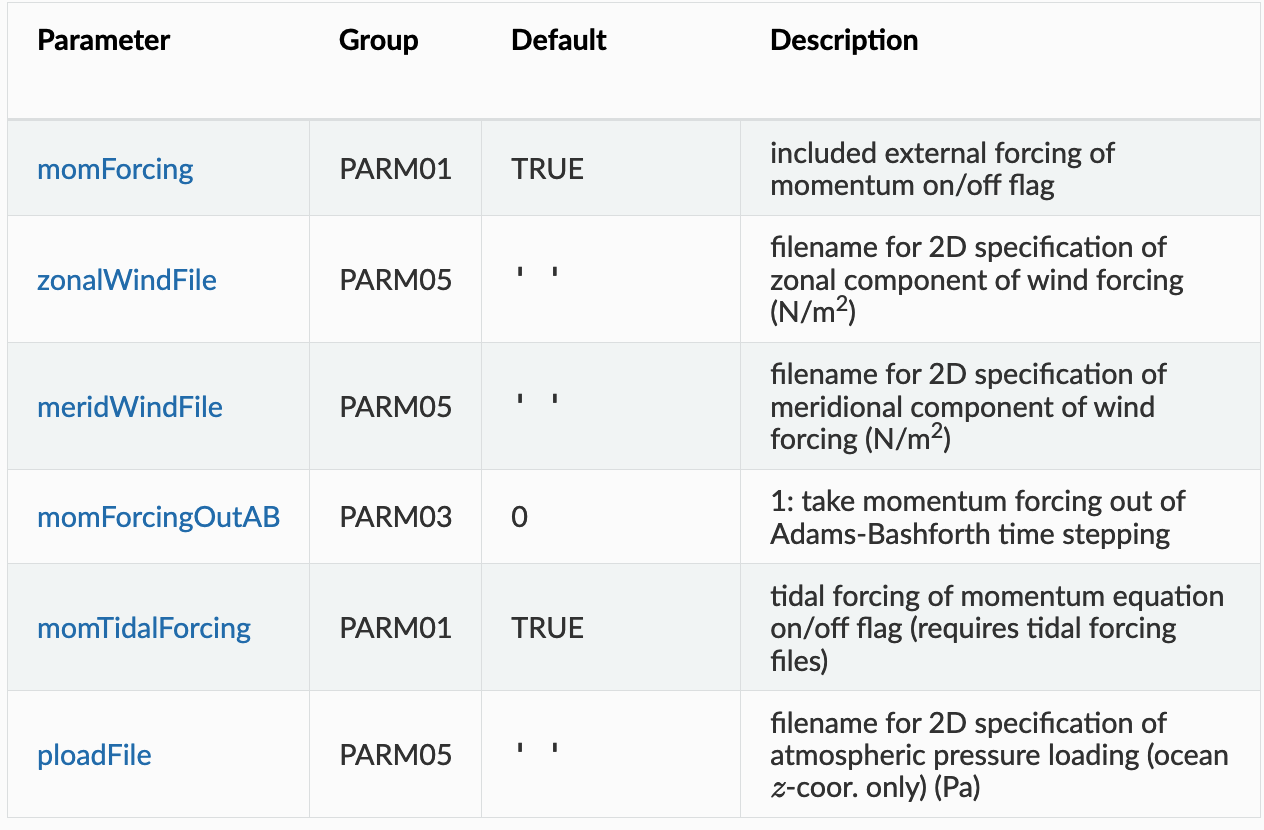 Parameter Group Default Description
momForcing PARM01 TRUE included external forcing of
momentum on/off flag
zonalWindFile PARM05 ' ' filename for 2D specification of
zonal component of wind forcing
(N/m²)
meridWindFile PARM05 ' ' filename for 2D specification of
meridional component of wind
forcing (N/m²)
momForcingOutAB PARM03 0 1: take momentum forcing out of
Adams-Bashforth time stepping
momTidalForcing PARM01 TRUE tidal forcing of momentum equation
on/off flag (requires tidal forcing
files)
ploadFile PARM05 ' ' filename for 2D specification of
atmospheric pressure loading (ocean
z-coor. only) (Pa)